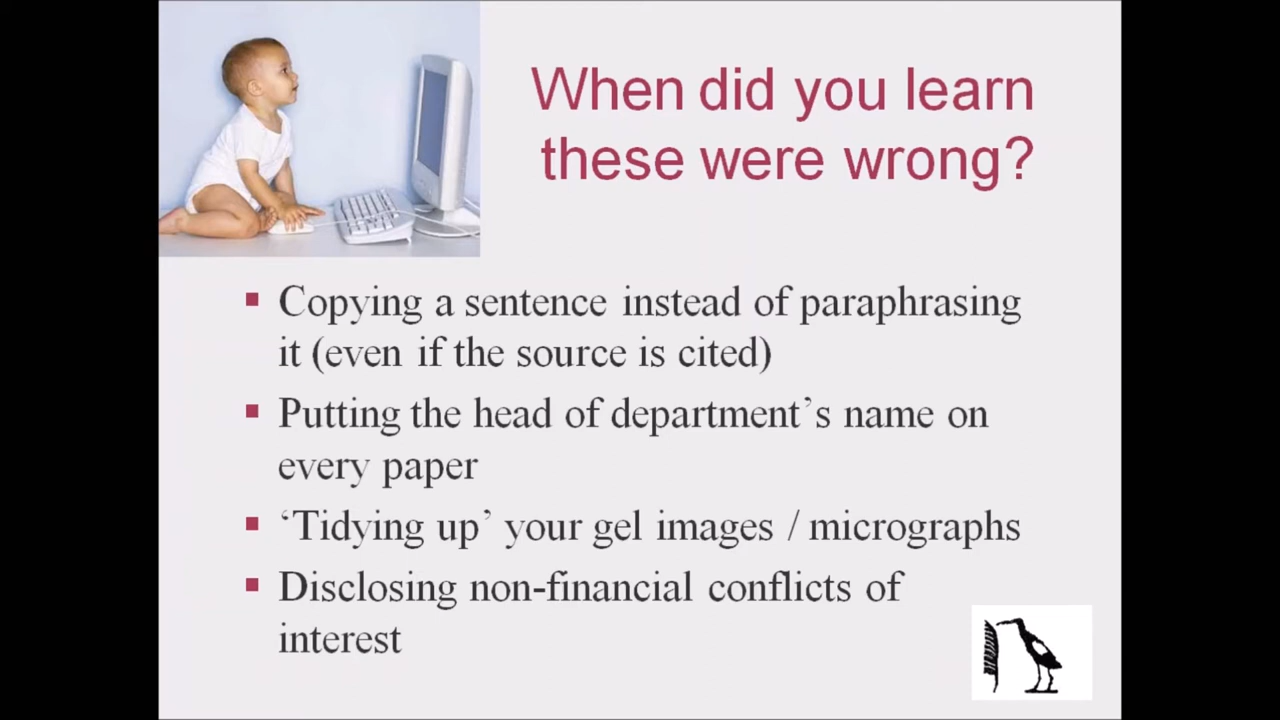 When did you learn
these were wrong?
▪ Copying a sentence instead of paraphrasing
it (even if the source is cited)
▪ Putting the head of department’s name on
every paper
▪ ‘Tidying up’ your gel images / micrographs
▪ Disclosing non-financial conflicts of
interest